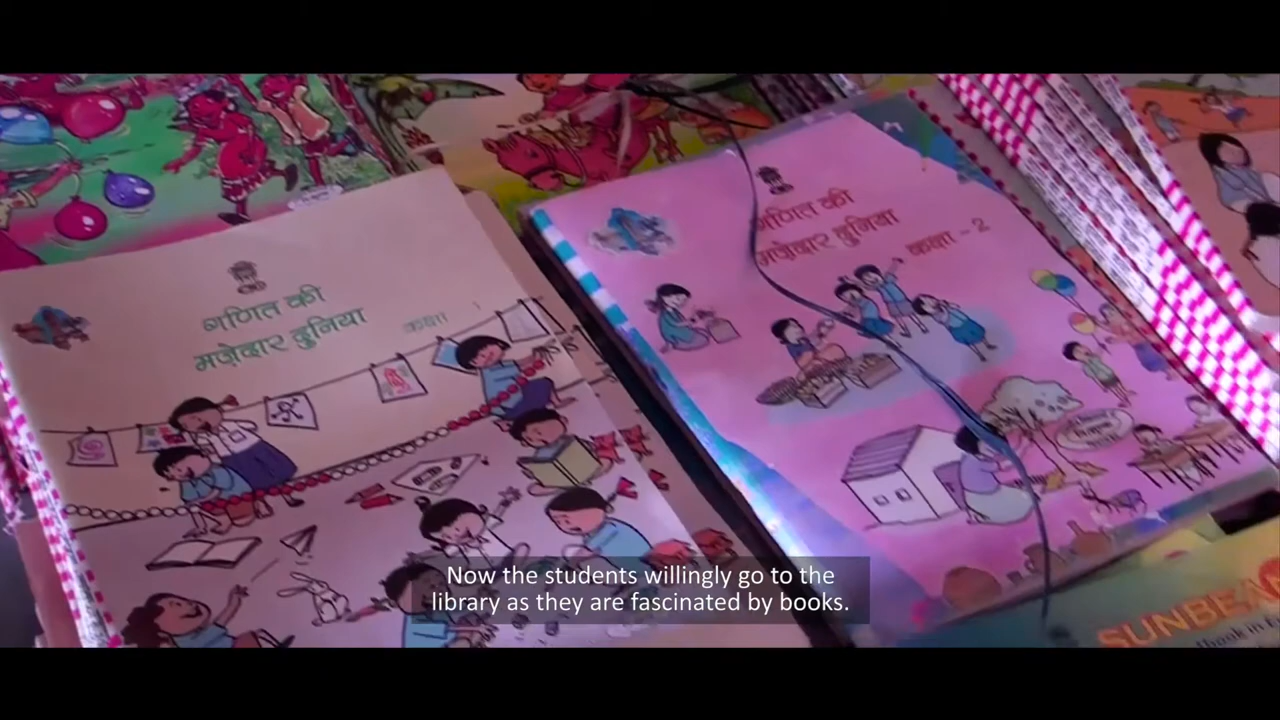 गणित की
मज़ेदार दुनिया
कक्षा
गणित की
मज़ेदार दुनिया
कक्षा - 2
Now the students willingly go to the
library as they are fascinated by books.